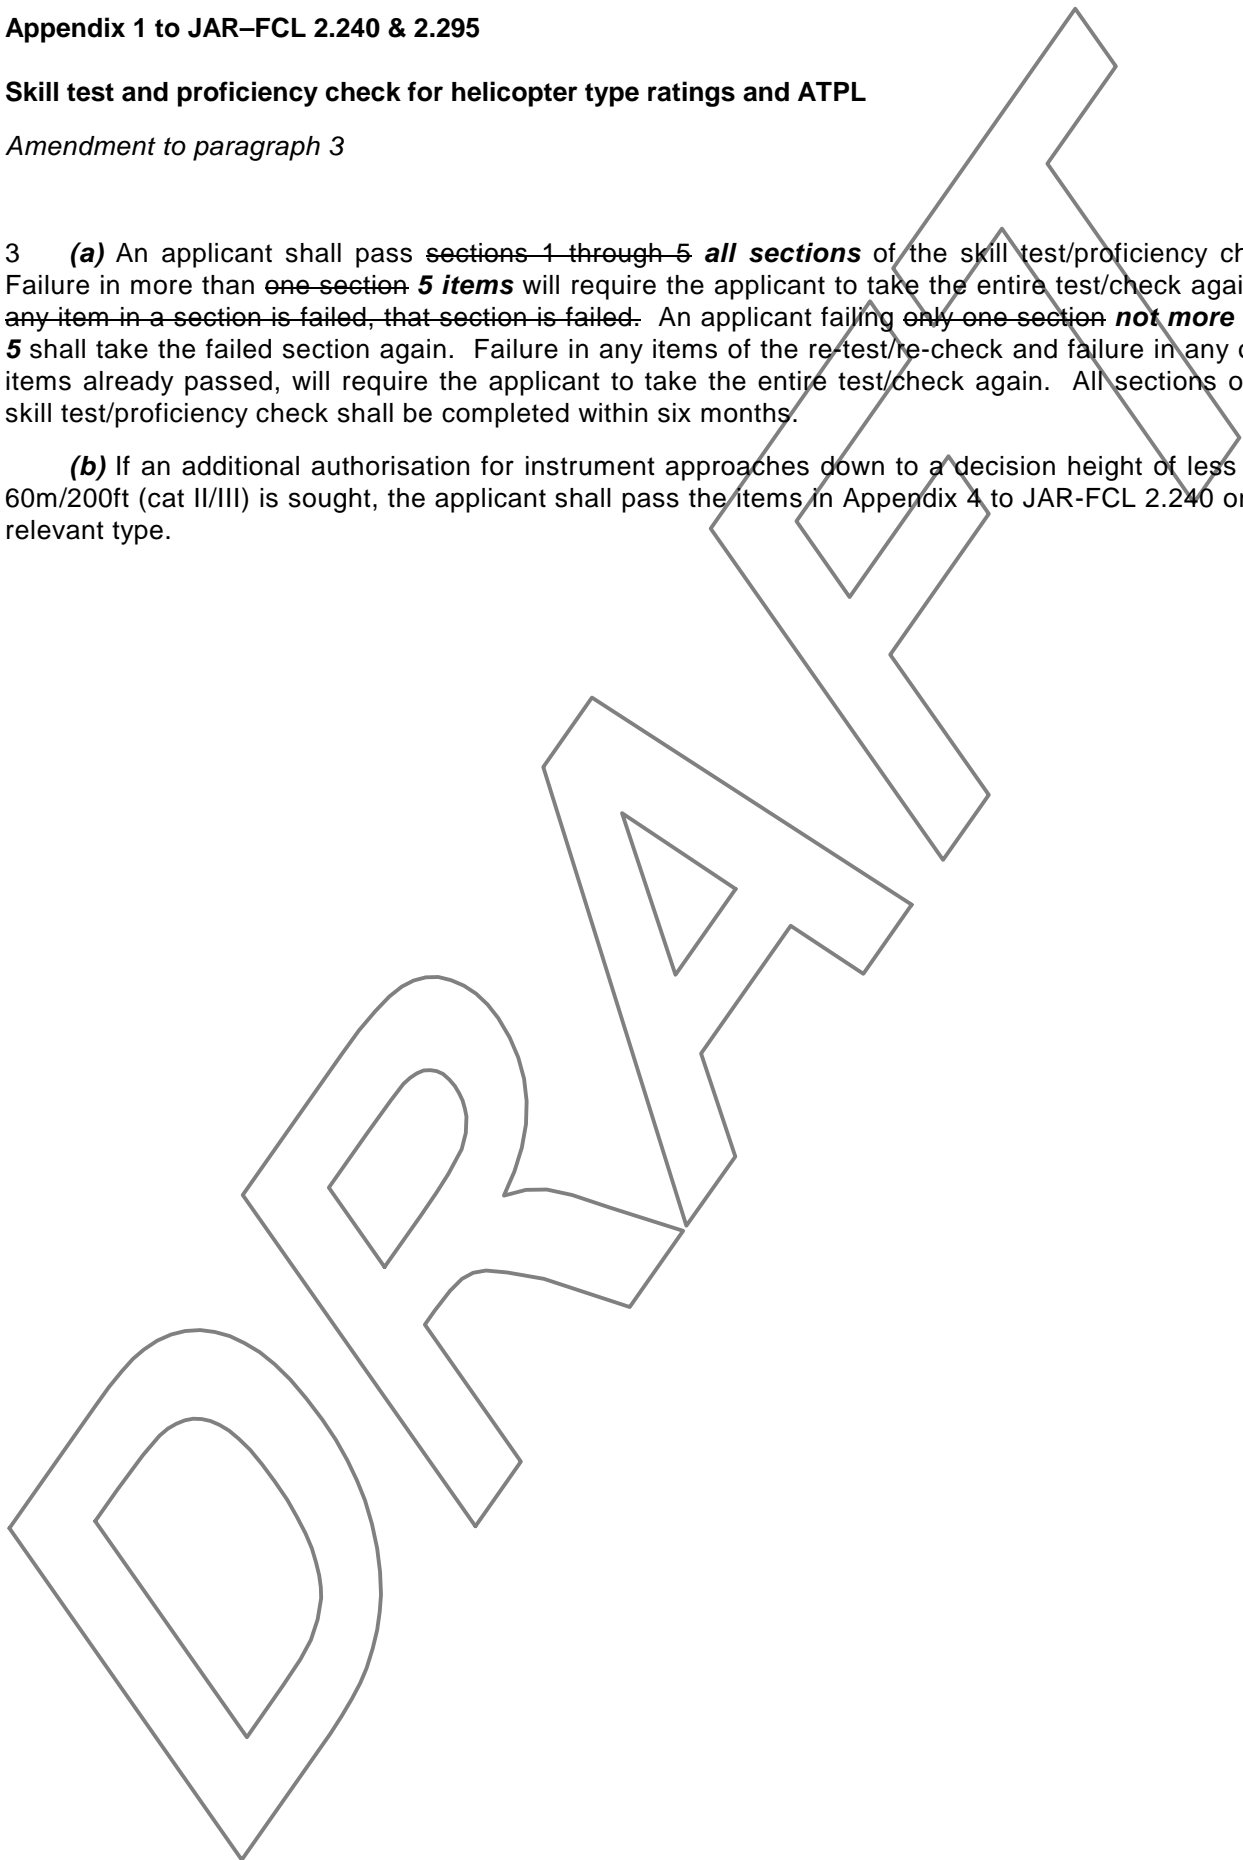 Appendix 1 to JAR–FCL 2.240 & 2.295
Skill test and proficiency check for helicopter type ratings and ATPL
Amendment to paragraph 3
3 (a) An applicant shall pass sections 1 through 5 all sections of the skill test/proficiency
Failure in more than one section 5 items will require the applicant to take the entire test/check
any item in a section is failed, that section is failed. An applicant failing only one section not more
5 shall take the failed section again. Failure in any items of the re-test/re-check and failure in any
items already passed, will require the applicant to take the entire test/check again. All sections
skill test/proficiency check shall be completed within six months.
(b) If an additional authorisation for instrument approaches down to a decision height of less
60m/200ft (cat II/III) is sought, the applicant shall pass the items in Appendix 4 to JAR-FCL 2.240
relevant type.
DRAFT